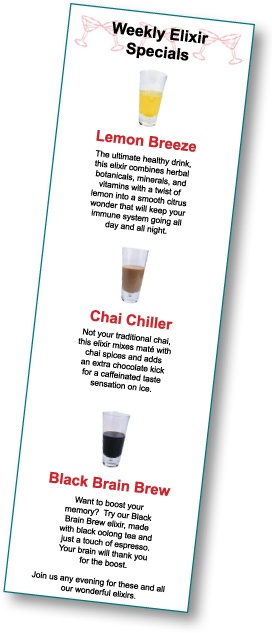 Weekly Elixir
Specials
Lemon Breeze
The ultimate healthy drink,
this elixir combines herbal
botanicals, minerals, and
vitamins with a twist of
lemon into a smooth citrus
wonder that will keep your
immune system going all
day and all night.
Chai Chiller
Not your traditional chai,
this elixir mixes maté with
chai spices and adds
an extra chocolate kick
for a caffeinated taste
sensation on ice.
Black Brain Brew
Want to boost your
memory? Try our Black
Brain Brew elixir, made
with black oolong tea and
just a touch of espresso.
Your brain will thank you
for the boost.
Join us any evening for these and all
our wonderful elixirs.